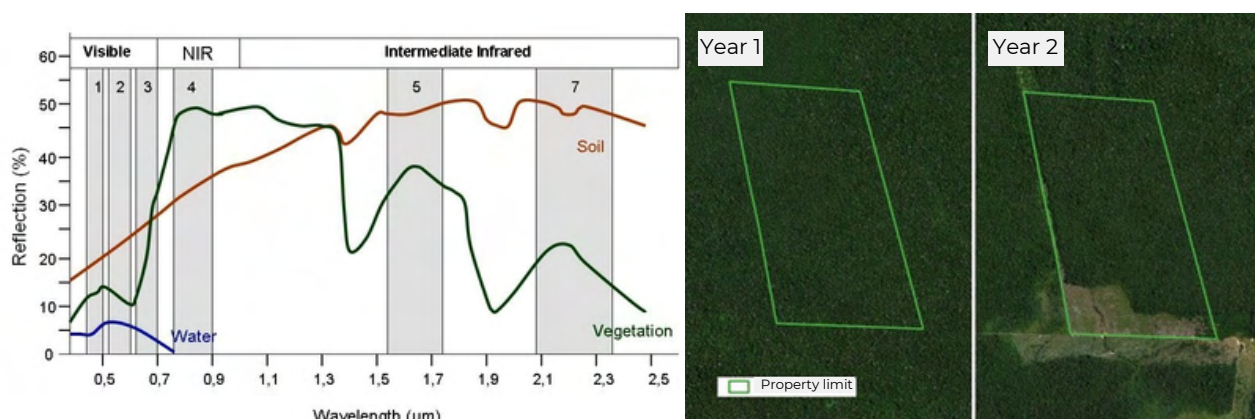 Visible
NIR
Intermediate Infrared
1
2
3
4
5
7
60
50
40
30
20
10
0
Reflection (%)
Soil
Water
Vegetation
0,5
0,7
0,9
1,1
1,3
1,5
1,7
1,9
2,1
2,3
2,5
Wavelength (μm)
Year 1
Property limit
Year 2